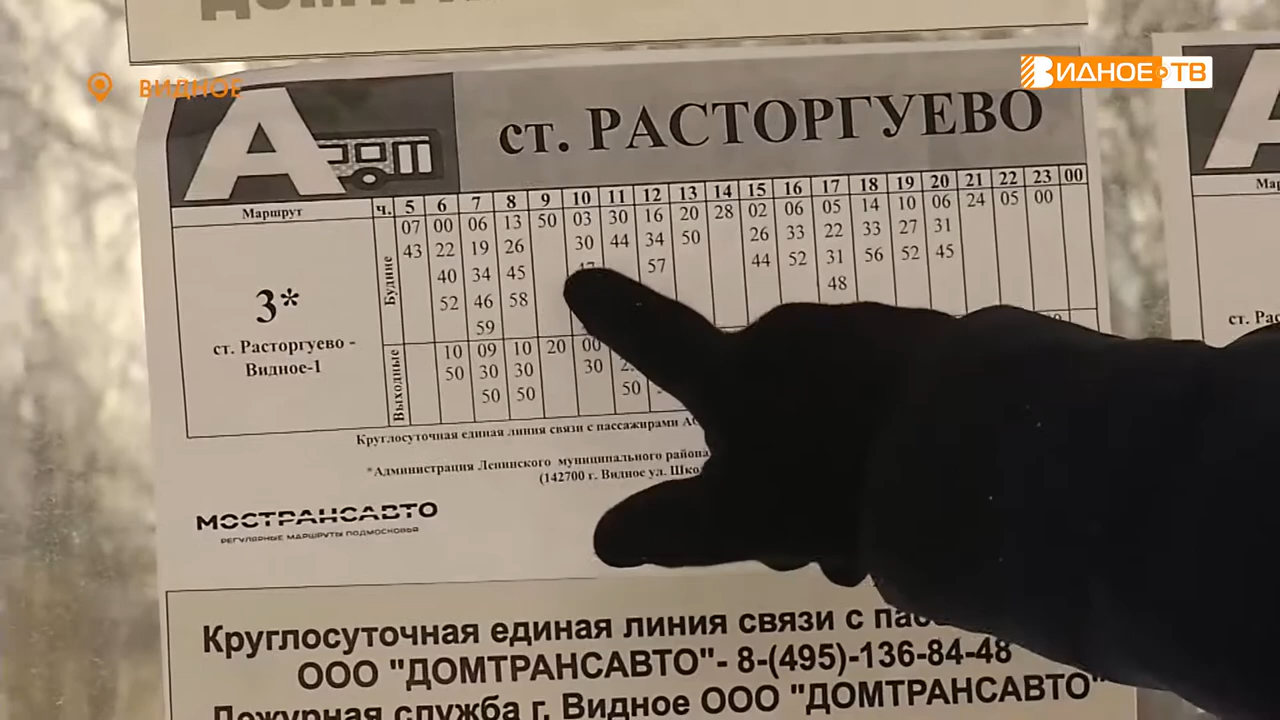 ДОМТРАНС
ВИДНОЕ
ВИДНОЕ ТВ
А
ст. РАСТОРГУЕВО
Маршрут ч. 5 6 7 8 9 10 11 12 13 14 15 16 17 18 19 20 21 22 23 00
Будние 07 00 06 13 50 03 30 16 20 28 02 06 05 14 10 06 24 05 00
43 22 19 26 30 44 34 50 26 33 22 33 27 31
40 34 45 57 44 52 31 56 52 45
52 46 58 48
59
3*
ст. Расторгуево -
Видное-1
Выходные 10 09 10 20 00
50 30 30 30
50 50 50
Круглосуточная единая линия связи с пассажирами
*Администрация Ленинского муниципального района
(142700 г. Видное ул.
МОСТРАНСАВТО
РЕГУЛЯРНЫЕ МАРШРУТЫ ПОДМОСКОВЬЯ
Круглосуточная единая линия связи с
ООО "ДОМТРАНСАВТО"- 8-(495)-136-84-48
Дежурная служба г. Видное ООО "ДОМТРАНСАВТО"
А
ст.